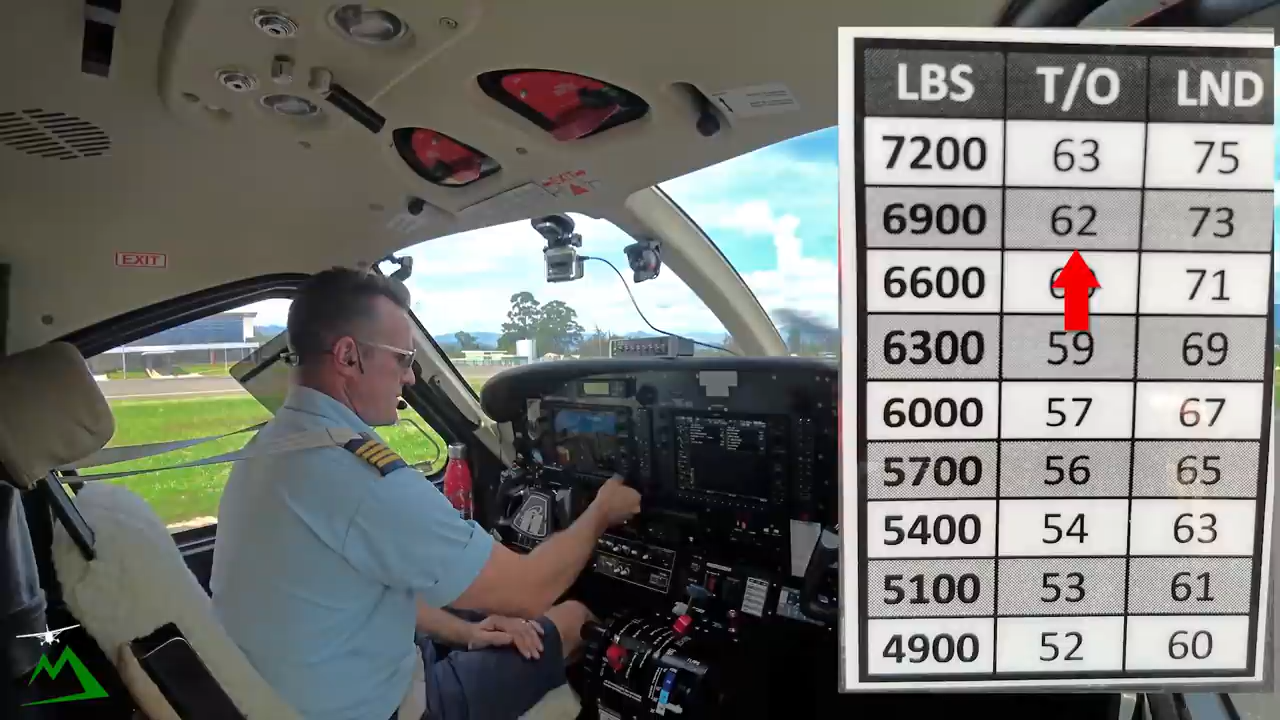 EXIT
EXIT
LBS T/O LND
7200 63 75
6900 62 73
6600 71
6300 59 69
6000 57 67
5700 56 65
5400 54 63
5100 53 61
4900 52 60